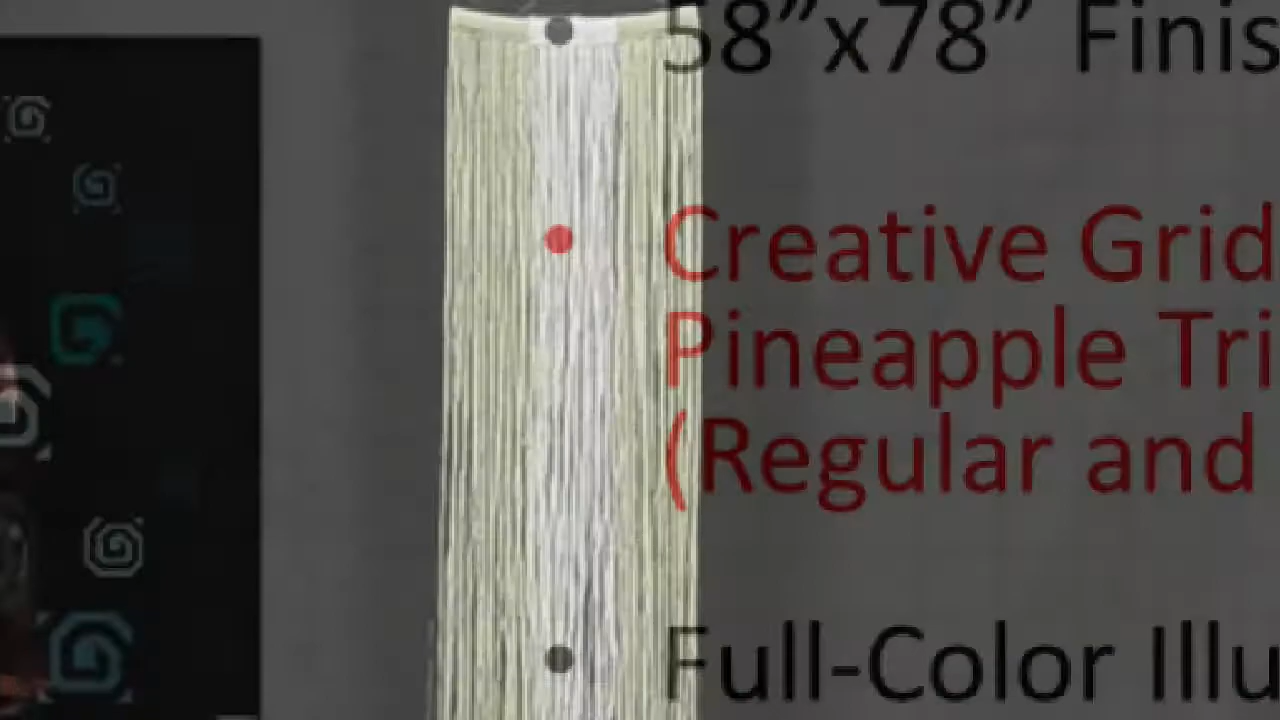 58”x78” Finis
Creative Grid
Pineapple Tri
(Regular and
Full-Color Illu